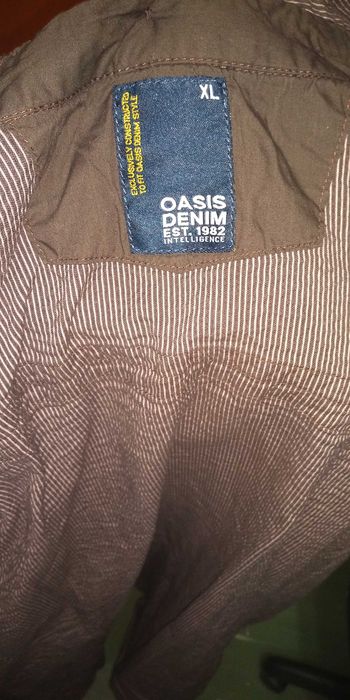 XL
EXCLUSIVELY CONSTRUCTED
TO FIT OASIS DENIM STYLE
OASIS
DENIM
EST. 1982
INTELLIGENCE